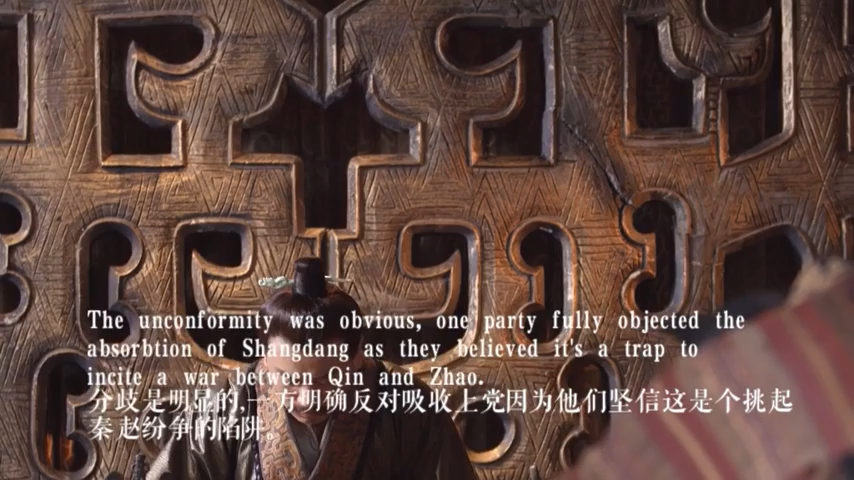 The unconformity was obvious, one party fully objected the
absorbtion of Shangdang as they believed it's a trap to
incite a war between Qin and Zhao.
分歧是明显的,一方明确反对吸收上党因为他们坚信这是个挑起
秦赵纷争的陷阱。